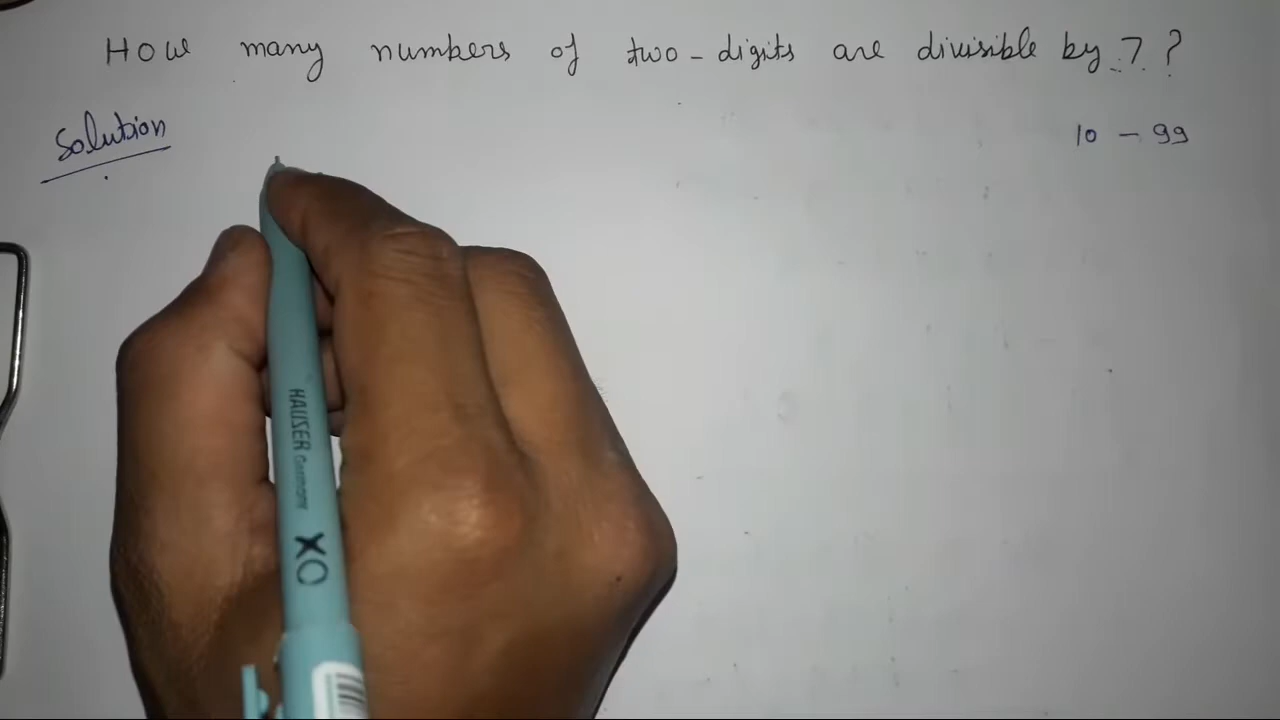 How many numbers of two-digits are divisible by 7 ?
Solution
10 - 99
HAUSER Germany XO